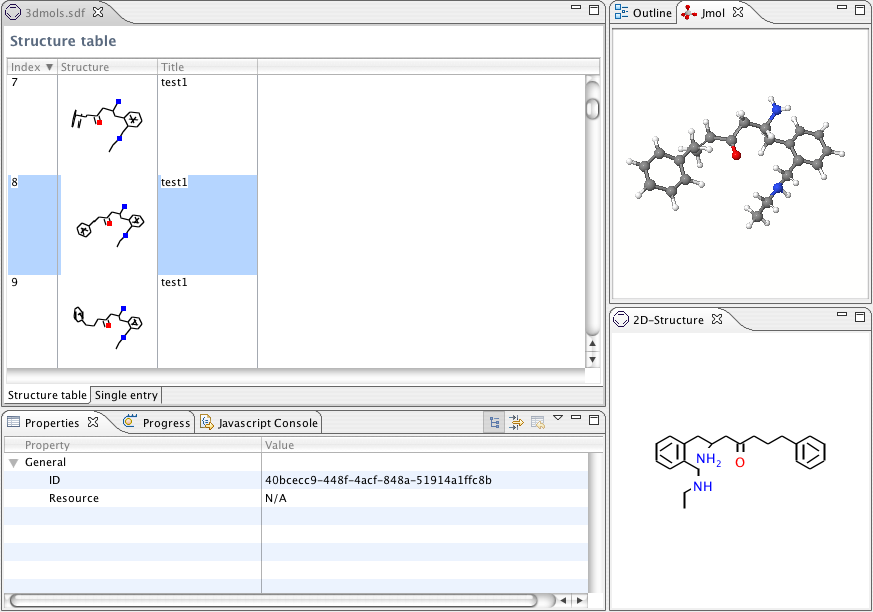 3dmols.sdf
Structure table
Index Structure Title
7 test1
8 test1
9 test1
Structure table Single entry
Properties Progress Javascript Console
Property Value
General
ID 40bcecc9-448f-4acf-848a-51914a1ffc8b
Resource N/A
Outline Jmol
2D-Structure
NH2
O
NH